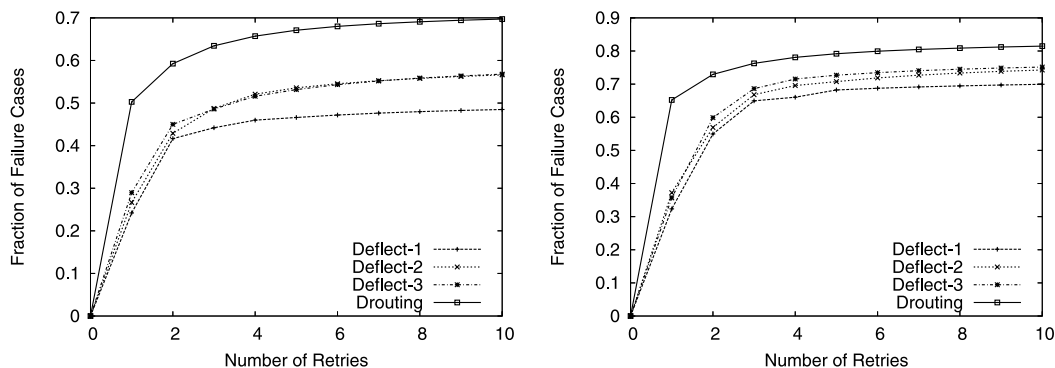 0.7
0.6
0.5
0.4
0.3
0.2
0.1
0
Fraction of Failure Cases
0 2 4 6 8 10
Number of Retries
Deflect-1
Deflect-2
Deflect-3
Drouting
0.9
0.8
0.7
0.6
0.5
0.4
0.3
0.2
0.1
0
Fraction of Failure Cases
0 2 4 6 8 10
Number of Retries
Deflect-1
Deflect-2
Deflect-3
Drouting